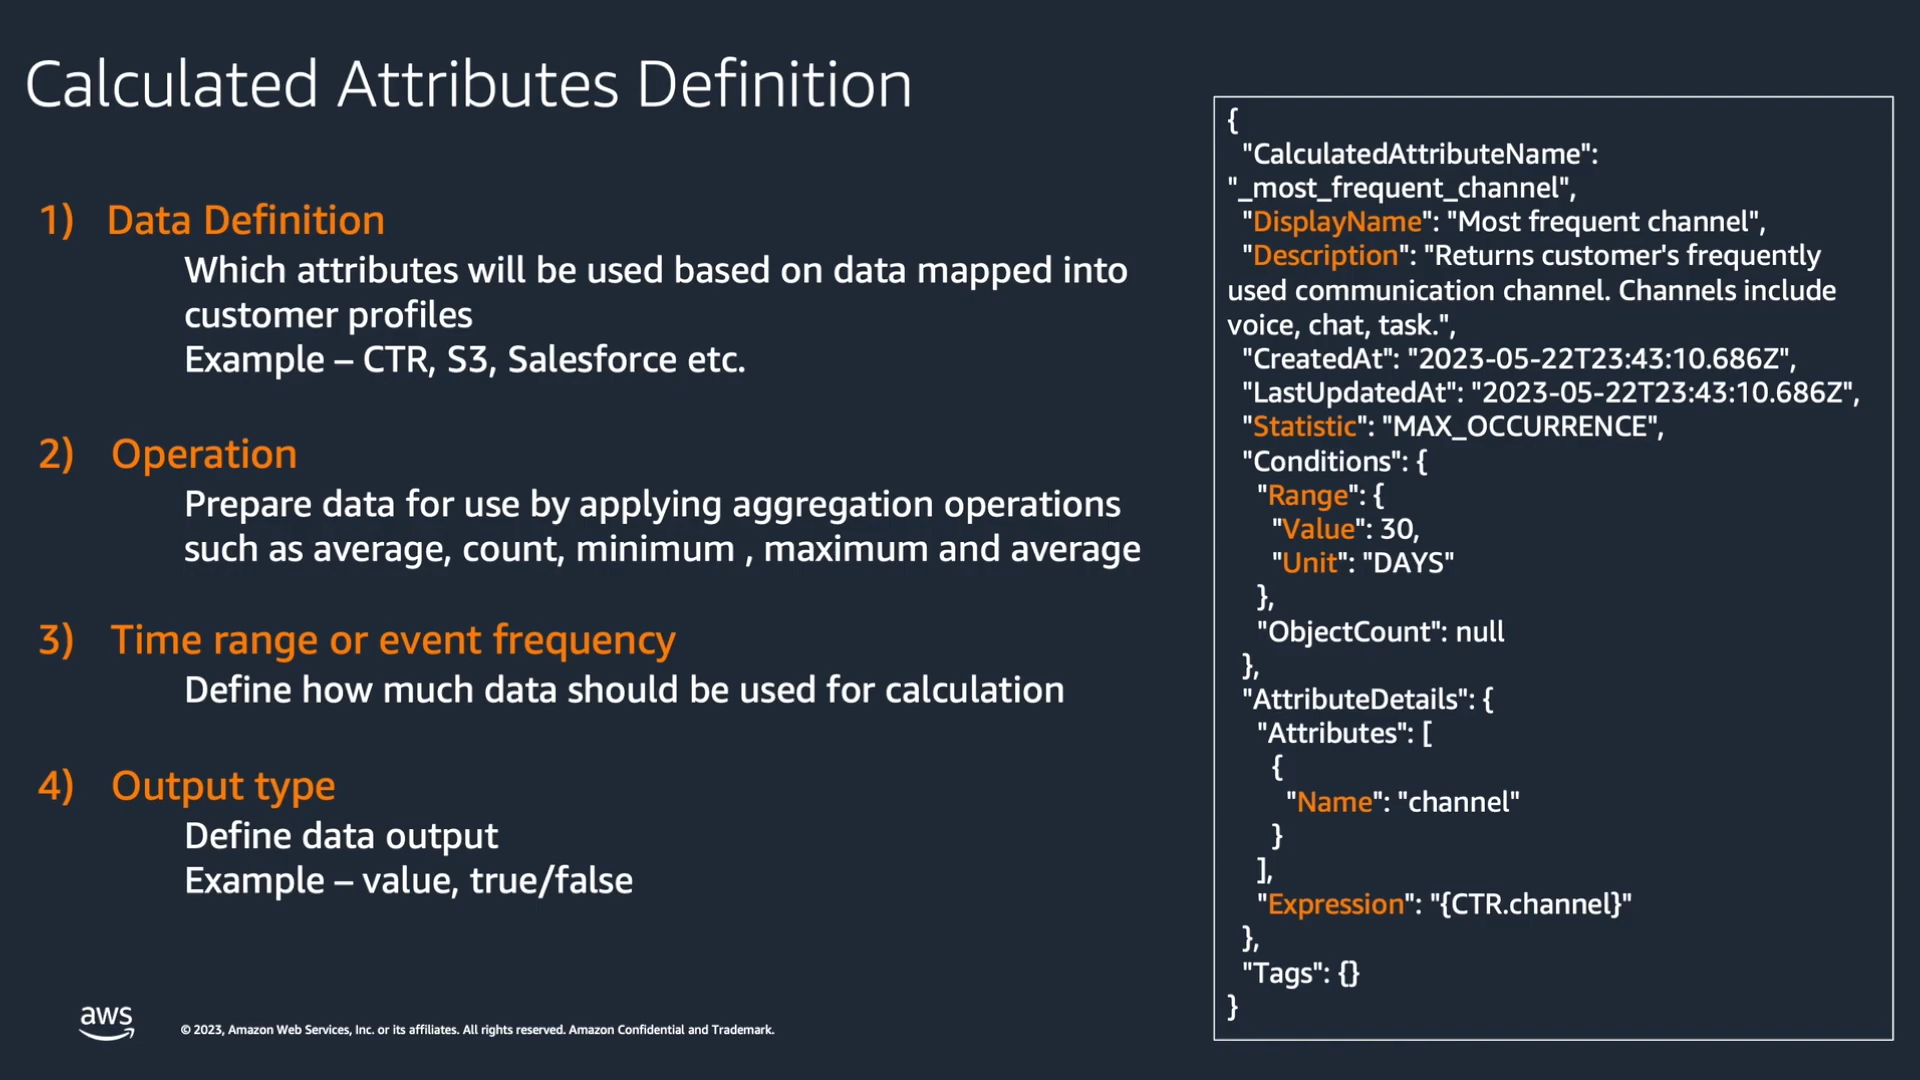 Calculated Attributes Definition
1) Data Definition
Which attributes will be used based on data mapped into
customer profiles
Example – CTR, S3, Salesforce etc.
2) Operation
Prepare data for use by applying aggregation operations
such as average, count, minimum , maximum and average
3) Time range or event frequency
Define how much data should be used for calculation
4) Output type
Define data output
Example – value, true/false
{
"CalculatedAttributeName":
"_most_frequent_channel",
"DisplayName": "Most frequent channel",
"Description": "Returns customer's frequently
used communication channel. Channels include
voice, chat, task.",
"CreatedAt": "2023-05-22T23:43:10.686Z",
"LastUpdatedAt": "2023-05-22T23:43:10.686Z",
"Statistic": "MAX_OCCURRENCE",
"Conditions": {
"Range": {
"Value": 30,
"Unit": "DAYS"
},
"ObjectCount": null
},
"AttributeDetails": {
"Attributes": [
{
"Name": "channel"
}
],
"Expression": "{CTR.channel}"
},
"Tags": {}
}
aws
© 2023, Amazon Web Services, Inc. or its affiliates. All rights reserved. Amazon Confidential and Trademark.